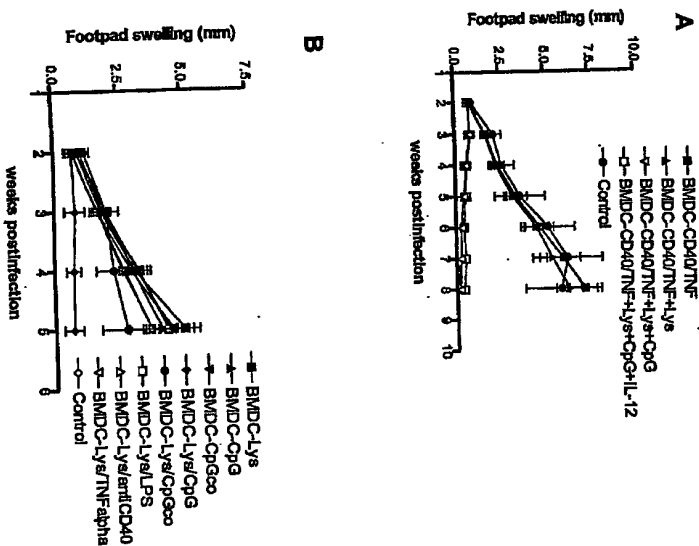 A
Footpad swelling (mm)
10.0
7.5
5.0
2.5
0.0
1 2 3 4 5 6 7 8 9 10
weeks postinfection
BMDC-CD40/TNF
BMDC-CD40/TNF+Lys
BMDC-CD40/TNF+Lys+CpG
BMDC-CD40/TNF+Lys+CpG+IL-12
Control
B
Footpad swelling (mm)
7.5
5.0
2.5
0.0
1 2 3 4 5 6
weeks postinfection
BMDC-Lys
BMDC-CpG
BMDC-CpGco
BMDC-Lys/CpG
BMDC-Lys/CpGco
BMDC-Lys/LPS
BMDC-Lys/antiCD40
BMDC-Lys/TNFalpha
Control